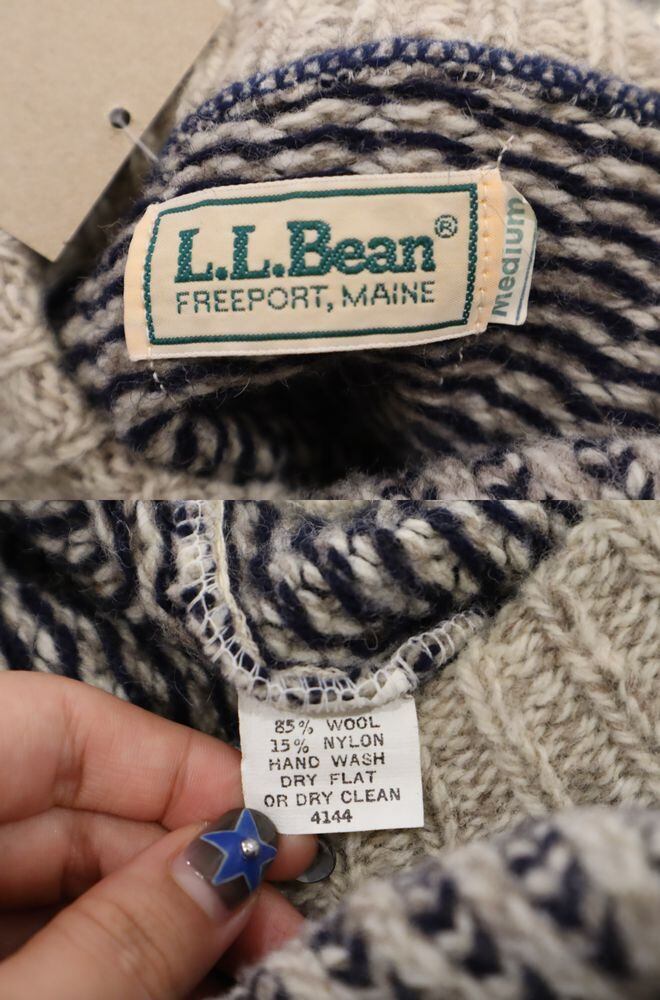 L.L.Bean®
FREEPORT, MAINE
Medium
85% WOOL
15% NYLON
HAND WASH
DRY FLAT
OR DRY CLEAN
4144